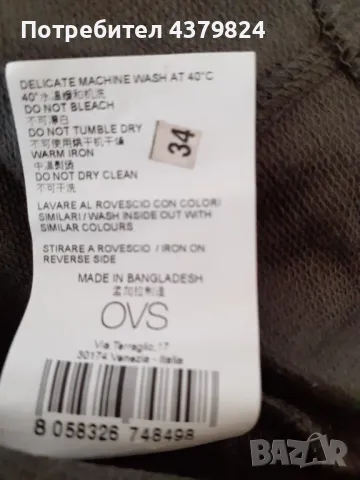 Потребител 4379824
DELICATE MACHINE WASH AT 40°C
40°水温缓和机洗
DO NOT BLEACH
不可漂白
DO NOT TUMBLE DRY
不可使用烘干机干燥
WARM IRON
中温熨烫
DO NOT DRY CLEAN
不可干洗
34
LAVARE AL ROVESCIO CON COLORI
SIMILARI / WASH INSIDE OUT WITH
SIMILAR COLOURS
STIRARE A ROVESCIO / IRON ON
REVERSE SIDE
MADE IN BANGLADESH
孟加拉制造
OVS
Via Terraglio,17
30174 Venezia - Italia
8 058326 748498
BAZAR